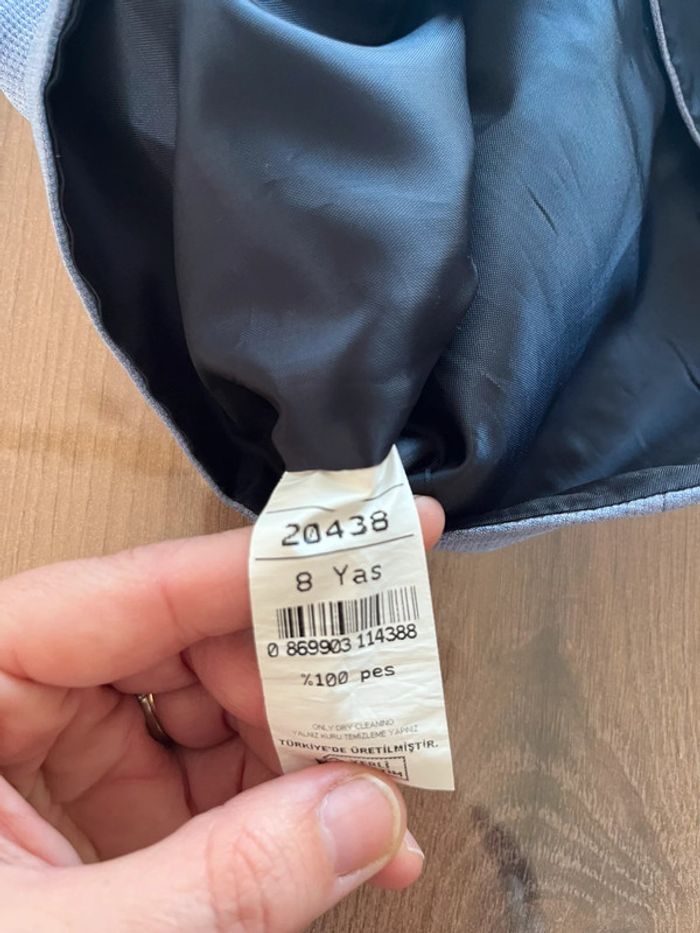 20438
8 Yas
0 869903 114388
%100 pes
ONLY DRY CLEANING
YALNIZ KURU TEMİZLEME YAPINIZ
TÜRKİYE'DE ÜRETİLMİŞTİR.
YERLİ